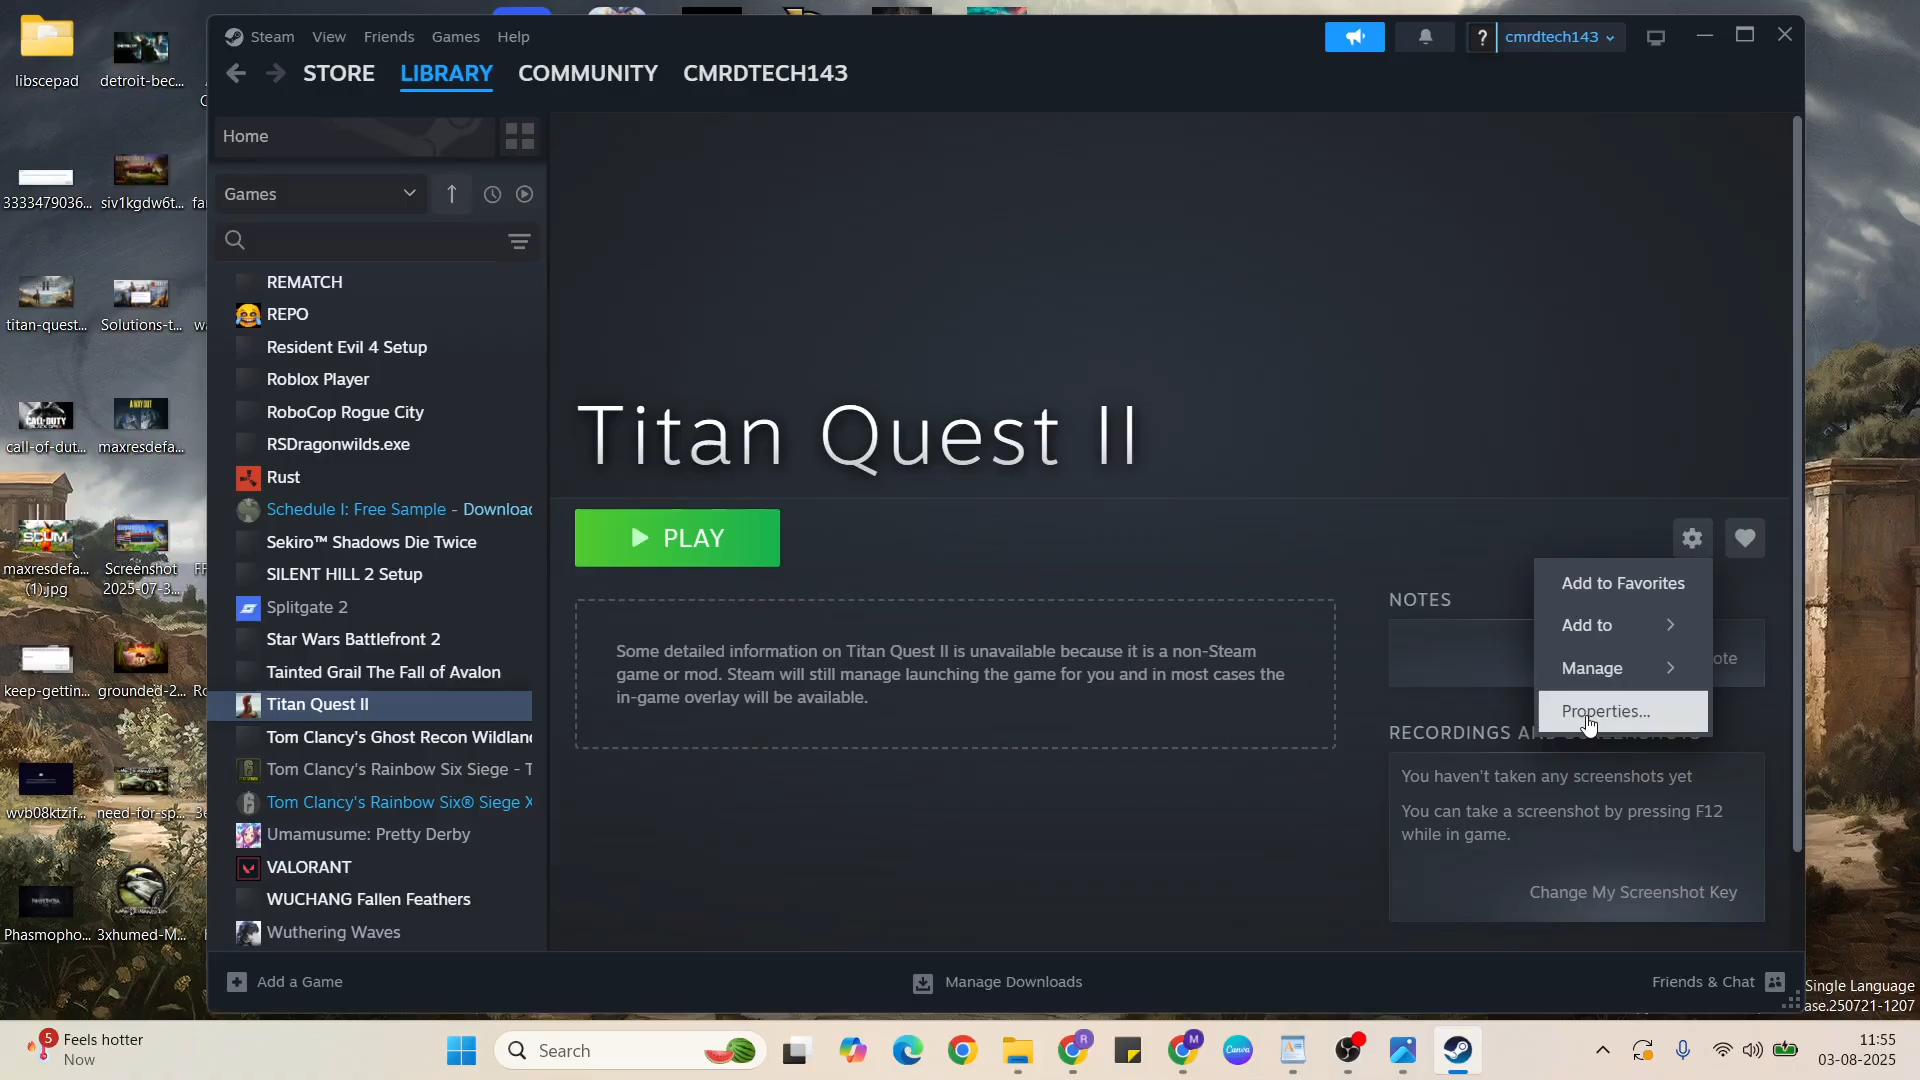 libscepad
detroit-bec...
3333479036...
siv1kgdw6t...
titan-quest...
Solutions-t...
call-of-dut...
maxresdefa...
maxresdefa...
(1).jpg
Screenshot
2025-07-3...
keep-gettin...
grounded-2...
wvb08ktzif...
need-for-sp...
Phasmopho...
3xhumed-M...
Steam View Friends Games Help
? cmrdtech143
STORE LIBRARY COMMUNITY CMRDTECH143
Home
Games
REMATCH
REPO
Resident Evil 4 Setup
Roblox Player
RoboCop Rogue City
RSDragonwilds.exe
Rust
Schedule I: Free Sample - Download
Sekiro™ Shadows Die Twice
SILENT HILL 2 Setup
Splitgate 2
Star Wars Battlefront 2
Tainted Grail The Fall of Avalon
Titan Quest II
Tom Clancy's Ghost Recon Wildland
Tom Clancy's Rainbow Six Siege - T
Tom Clancy's Rainbow Six® Siege X
Umamusume: Pretty Derby
VALORANT
WUCHANG Fallen Feathers
Wuthering Waves
Titan Quest II
PLAY
Some detailed information on Titan Quest II is unavailable because it is a non-Steam
game or mod. Steam will still manage launching the game for you and in most cases the
in-game overlay will be available.
NOTES
Add to Favorites
Add to
Manage
Properties...
You haven't taken any screenshots yet
You can take a screenshot by pressing F12
while in game.
Change My Screenshot Key
Add a Game
Manage Downloads
Friends & Chat
Single Language
ase.250721-1207
5
Feels hotter
Now
Search
R
M
Canva
11:55
03-08-2025